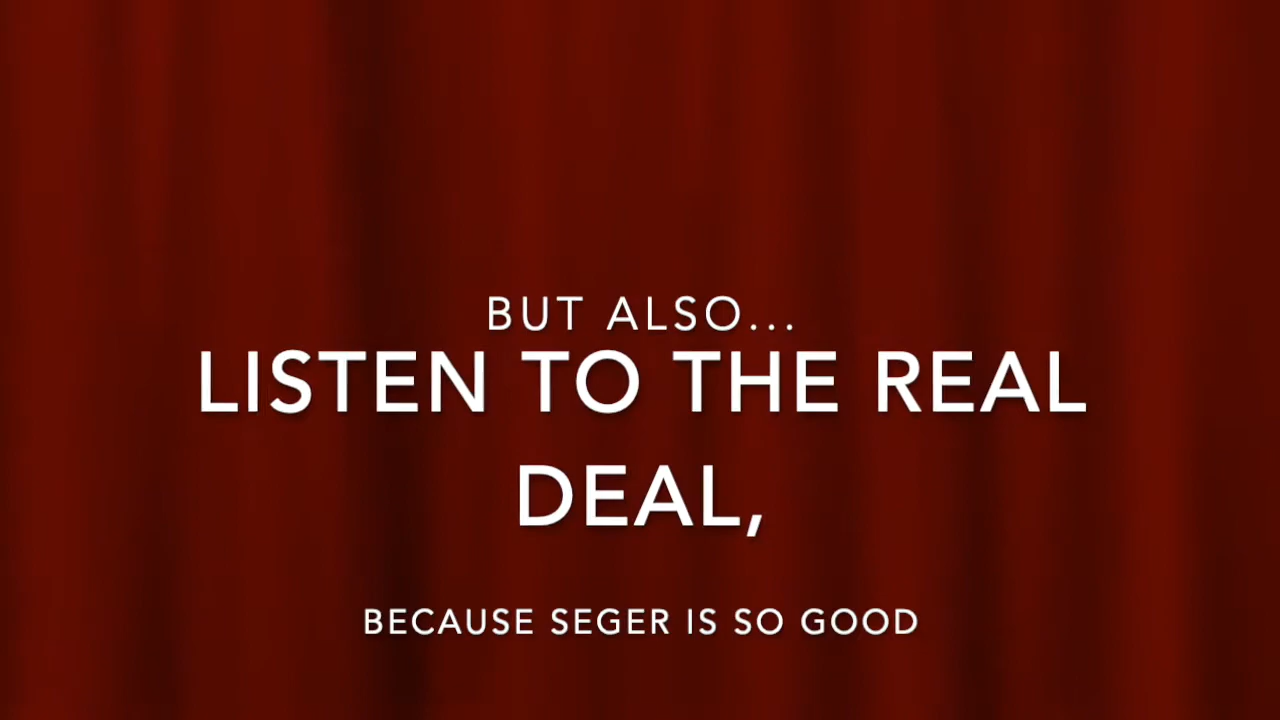 BUT ALSO...
LISTEN TO THE REAL
DEAL,
BECAUSE SEGER IS SO GOOD